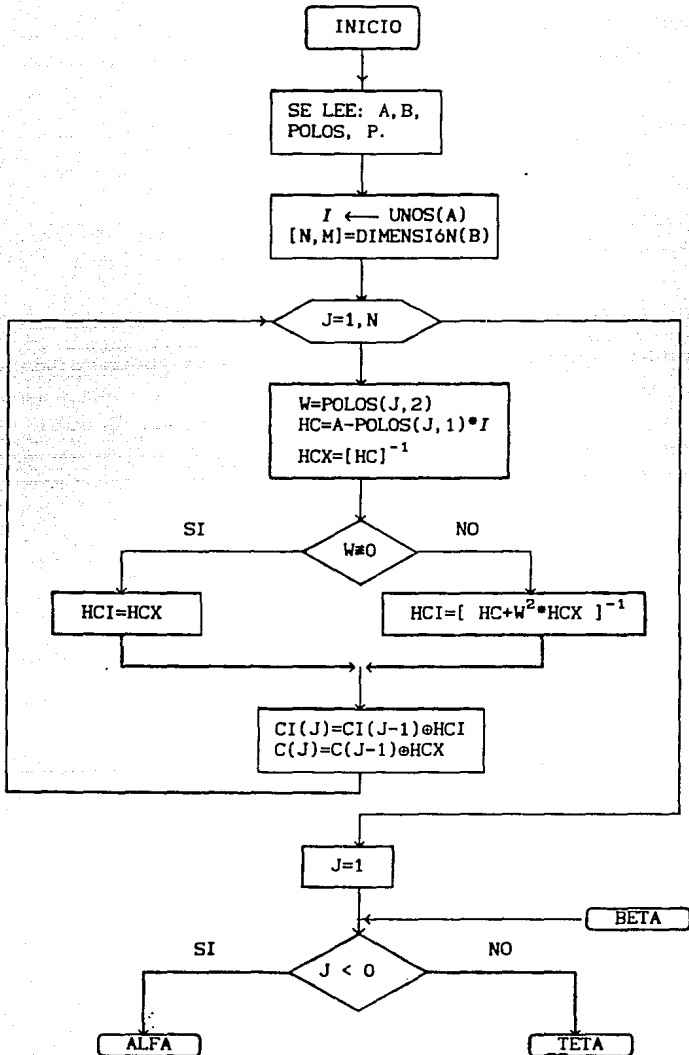 INICIO
SE LEE: A,B,
POLOS, P.
I ← UNOS(A)
[N,M]=DIMENSIóN(B)
J=1,N
W=POLOS(J,2)
HC=A-POLOS(J,1)*I
HCX=[HC]⁻¹
SI
W≠0
NO
HCI=HCX
HCI=[ HC+W²*HCX ]⁻¹
CI(J)=CI(J-1)⊕HCI
C(J)=C(J-1)⊕HCX
J=1
BETA
SI
J < 0
NO
ALFA
TETA